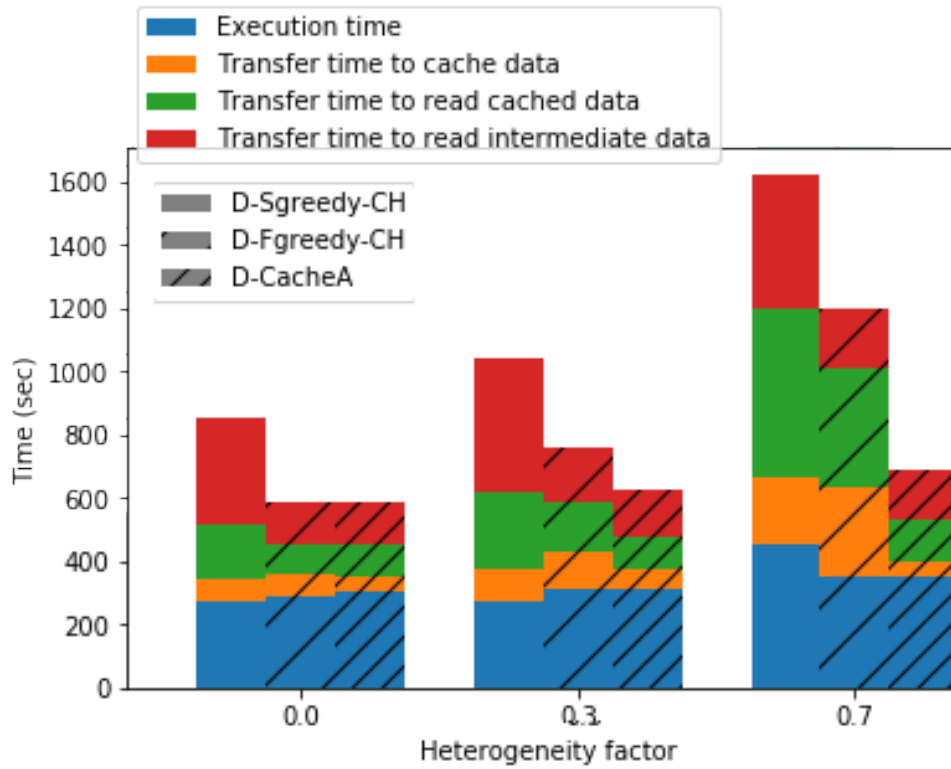 Execution time
Transfer time to cache data
Transfer time to read cached data
Transfer time to read intermediate data
D-Sgreedy-CH
D-Fgreedy-CH
D-CacheA
1600
1400
1200
1000
800
600
400
200
0
Time (sec)
0.0 0.3 0.7
Heterogeneity factor